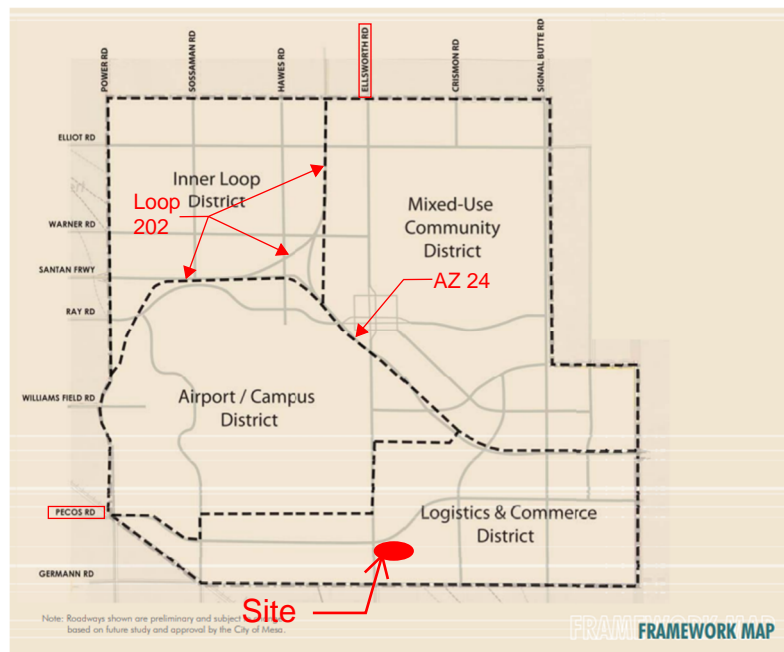 POWER RD
SOSSAMAN RD
HAWES RD
ELLSWORTH RD
CRISMON RD
SIGNAL BUTTE RD
ELLIOT RD
Inner Loop
District
Loop
202
WARNER RD
Mixed-Use
Community
District
SANTAN FRWY
AZ 24
RAY RD
WILLIAMS FIELD RD
Airport / Campus
District
PECOS RD
Logistics & Commerce
District
GERMANN RD
Site
Note: Roadways shown are preliminary and subject
based on future study and approval by the City of Mesa.
FRAMEWORK MAP